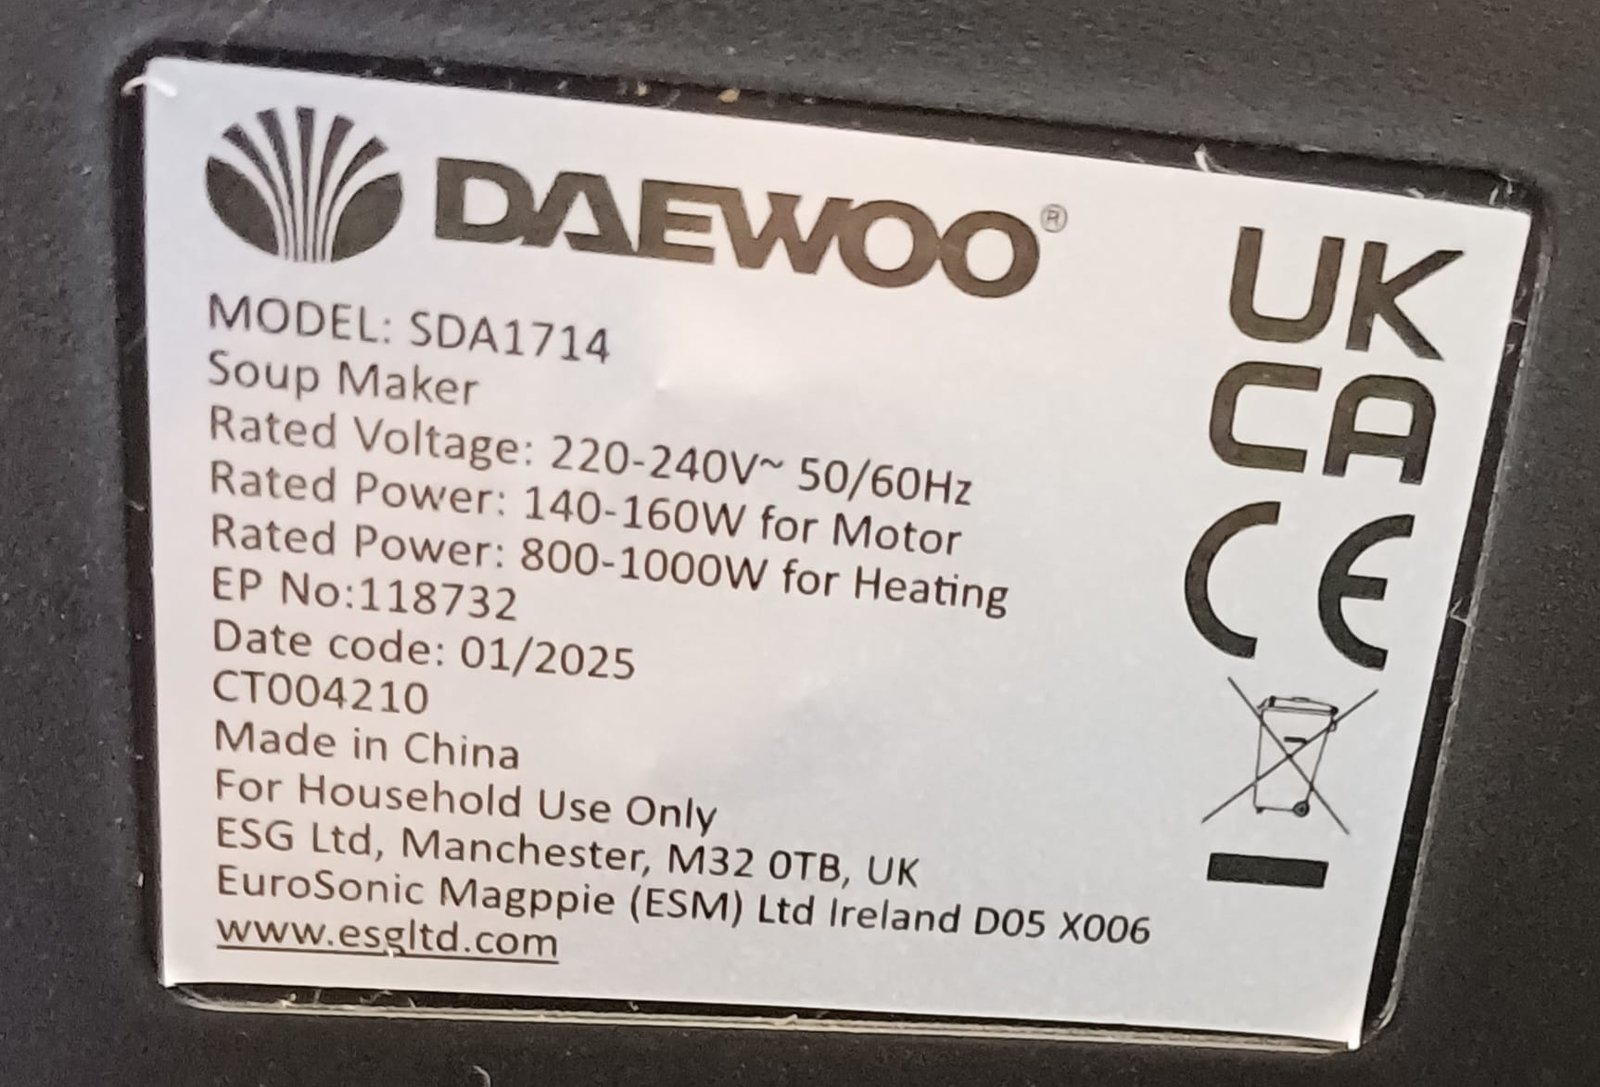 DAEWOO®
MODEL: SDA1714
Soup Maker
Rated Voltage: 220-240V~ 50/60Hz
Rated Power: 140-160W for Motor
Rated Power: 800-1000W for Heating
EP No:118732
Date code: 01/2025
CT004210
Made in China
For Household Use Only
ESG Ltd, Manchester, M32 0TB, UK
EuroSonic Magppie (ESM) Ltd Ireland D05 X006
www.esgltd.com
UK
CA
CE